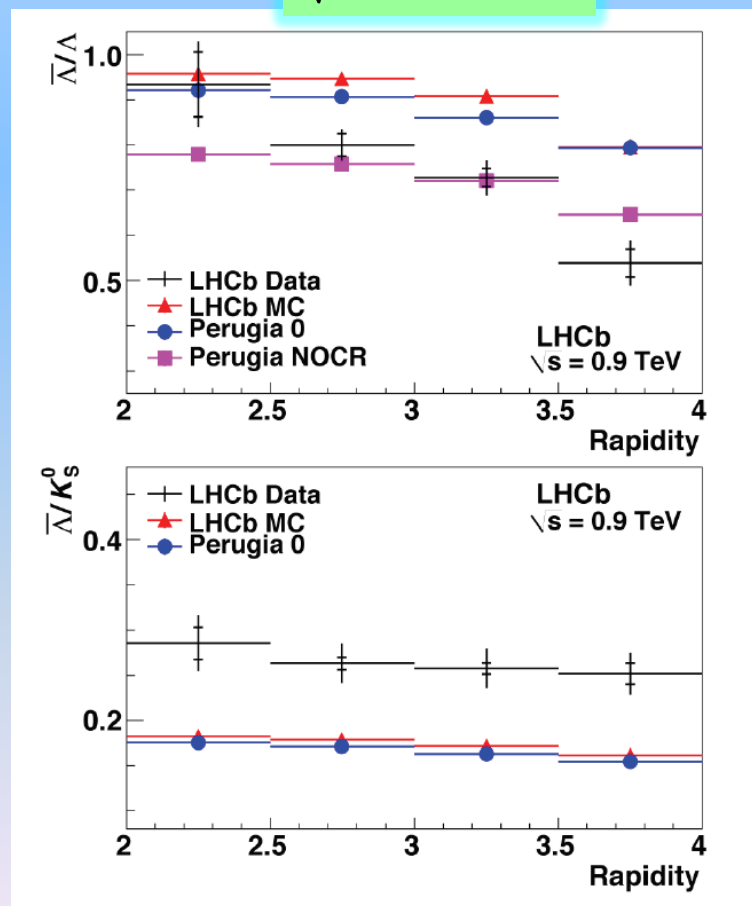 Λ̅/Λ
1.0
0.5
LHCb Data
LHCb MC
Perugia 0
Perugia NOCR
LHCb
√s = 0.9 TeV
2 2.5 3 3.5 4
Rapidity
Λ̅/K⁰S
0.4
0.2
LHCb Data
LHCb MC
Perugia 0
LHCb
√s = 0.9 TeV
2 2.5 3 3.5 4
Rapidity